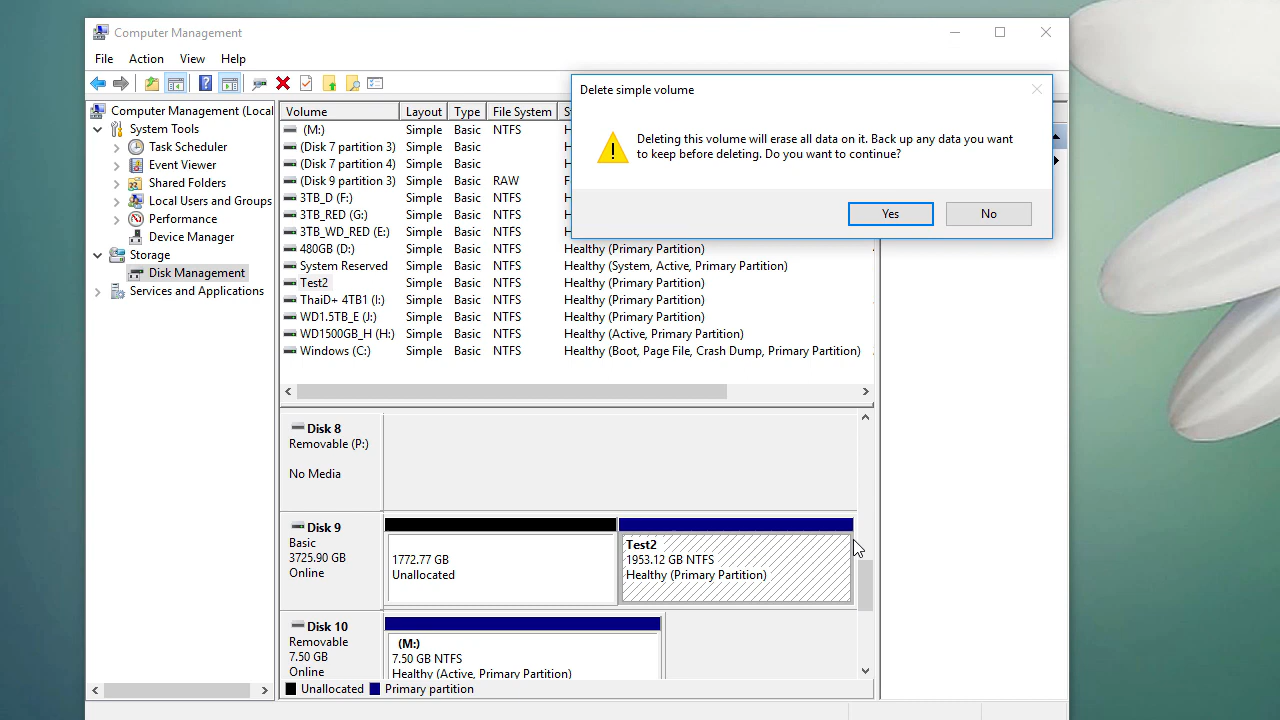 Computer Management
File Action View Help
Delete simple volume
Deleting this volume will erase all data on it. Back up any data you want
to keep before deleting. Do you want to continue?
Yes No
Computer Management (Local
System Tools
Task Scheduler
Event Viewer
Shared Folders
Local Users and Groups
Performance
Device Manager
Storage
Disk Management
Services and Applications
Volume Layout Type File System S
(M:) Simple Basic NTFS H
(Disk 7 partition 3) Simple Basic H
(Disk 7 partition 4) Simple Basic H
(Disk 9 partition 3) Simple Basic RAW F
3TB_D (F:) Simple Basic NTFS H
3TB_RED (G:) Simple Basic NTFS H
3TB_WD_RED (E:) Simple Basic NTFS H
480GB (D:) Simple Basic NTFS Healthy (Primary Partition)
System Reserved Simple Basic NTFS Healthy (System, Active, Primary Partition)
Test2 Simple Basic NTFS Healthy (Primary Partition)
ThaiD+ 4TB1 (I:) Simple Basic NTFS Healthy (Primary Partition)
WD1.5TB_E (J:) Simple Basic NTFS Healthy (Primary Partition)
WD1500GB_H (H:) Simple Basic NTFS Healthy (Active, Primary Partition)
Windows (C:) Simple Basic NTFS Healthy (Boot, Page File, Crash Dump, Primary Partition)
Disk 8
Removable (P:)
No Media
Disk 9
Basic
3725.90 GB
Online
1772.77 GB
Unallocated
Test2
1953.12 GB NTFS
Healthy (Primary Partition)
Disk 10
Removable
7.50 GB
Online
(M:)
7.50 GB NTFS
Healthy (Active, Primary Partition)
Unallocated Primary partition